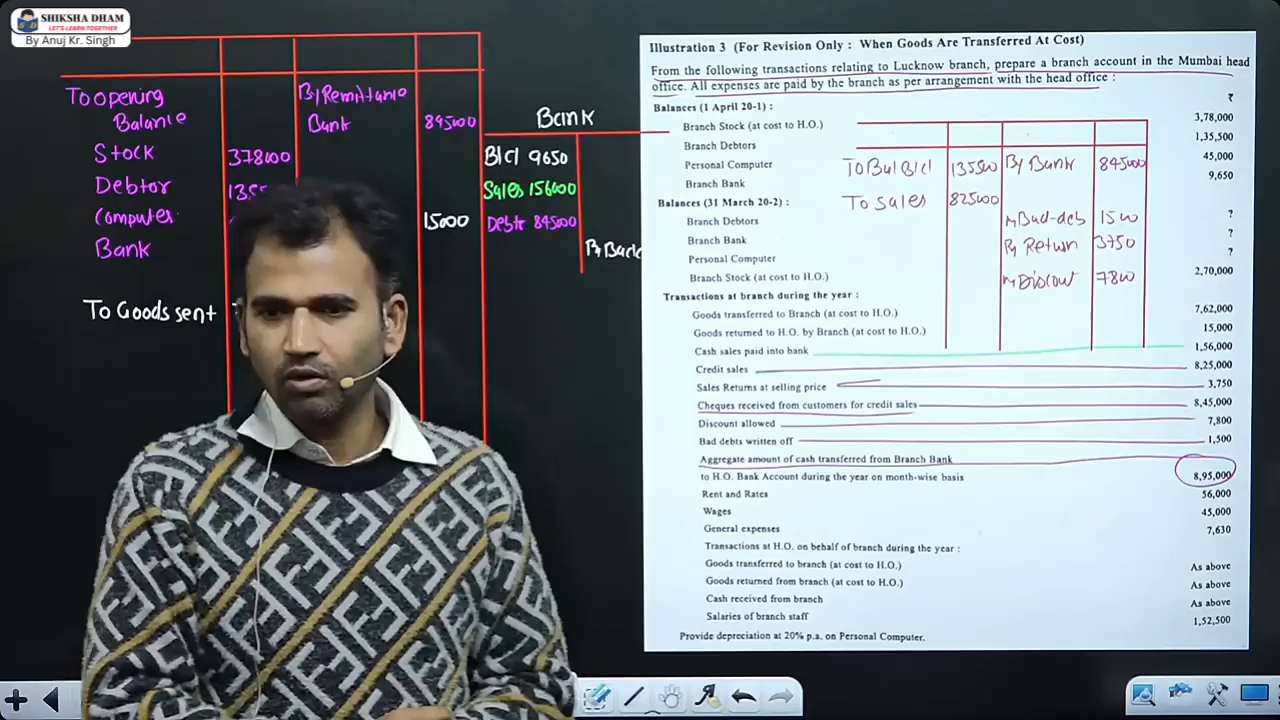 SHIKSHA DHAM
LET'S LEARN TOGETHER
By Anuj Kr. Singh
To opening Balance
By Remittance
Bank 895000
Stock 378000
Debtor
Computer
15000
Bank
To Goods sent
Bank
B/d 9650
Sales 156000
Debtr 845000
Illustration 3 (For Revision Only : When Goods Are Transferred At Cost)
From the following transactions relating to Lucknow branch, prepare a branch account in the Mumbai head
office. All expenses are paid by the branch as per arrangement with the head office :
Balances (1 April 20-1) : ₹
Branch Stock (at cost to H.O.) 3,78,000
Branch Debtors 1,35,500
Personal Computer 45,000
Branch Bank 9,650
Balances (31 March 20-2) :
Branch Debtors ?
Branch Bank ?
Personal Computer ?
Branch Stock (at cost to H.O.) 2,70,000
Transactions at branch during the year :
Goods transferred to Branch (at cost to H.O.) 7,62,000
Goods returned to H.O. by Branch (at cost to H.O.) 15,000
Cash sales paid into bank 1,56,000
Credit sales 8,25,000
Sales Returns at selling price 3,750
Cheques received from customers for credit sales 8,45,000
Discount allowed 7,800
Bad debts written off 1,500
Aggregate amount of cash transferred from Branch Bank
to H.O. Bank Account during the year on month-wise basis 8,95,000
Rent and Rates 56,000
Wages 45,000
General expenses 7,630
Transactions at H.O. on behalf of branch during the year :
Goods transferred to branch (at cost to H.O.) As above
Goods returned from branch (at cost to H.O.) As above
Cash received from branch As above
Salaries of branch staff 1,52,500
Provide depreciation at 20% p.a. on Personal Computer.
To Bal B/d 135500 By Bank 845000
To Sales 825000
By Bad-deb 1500
By Return 3750
By Discount 7800